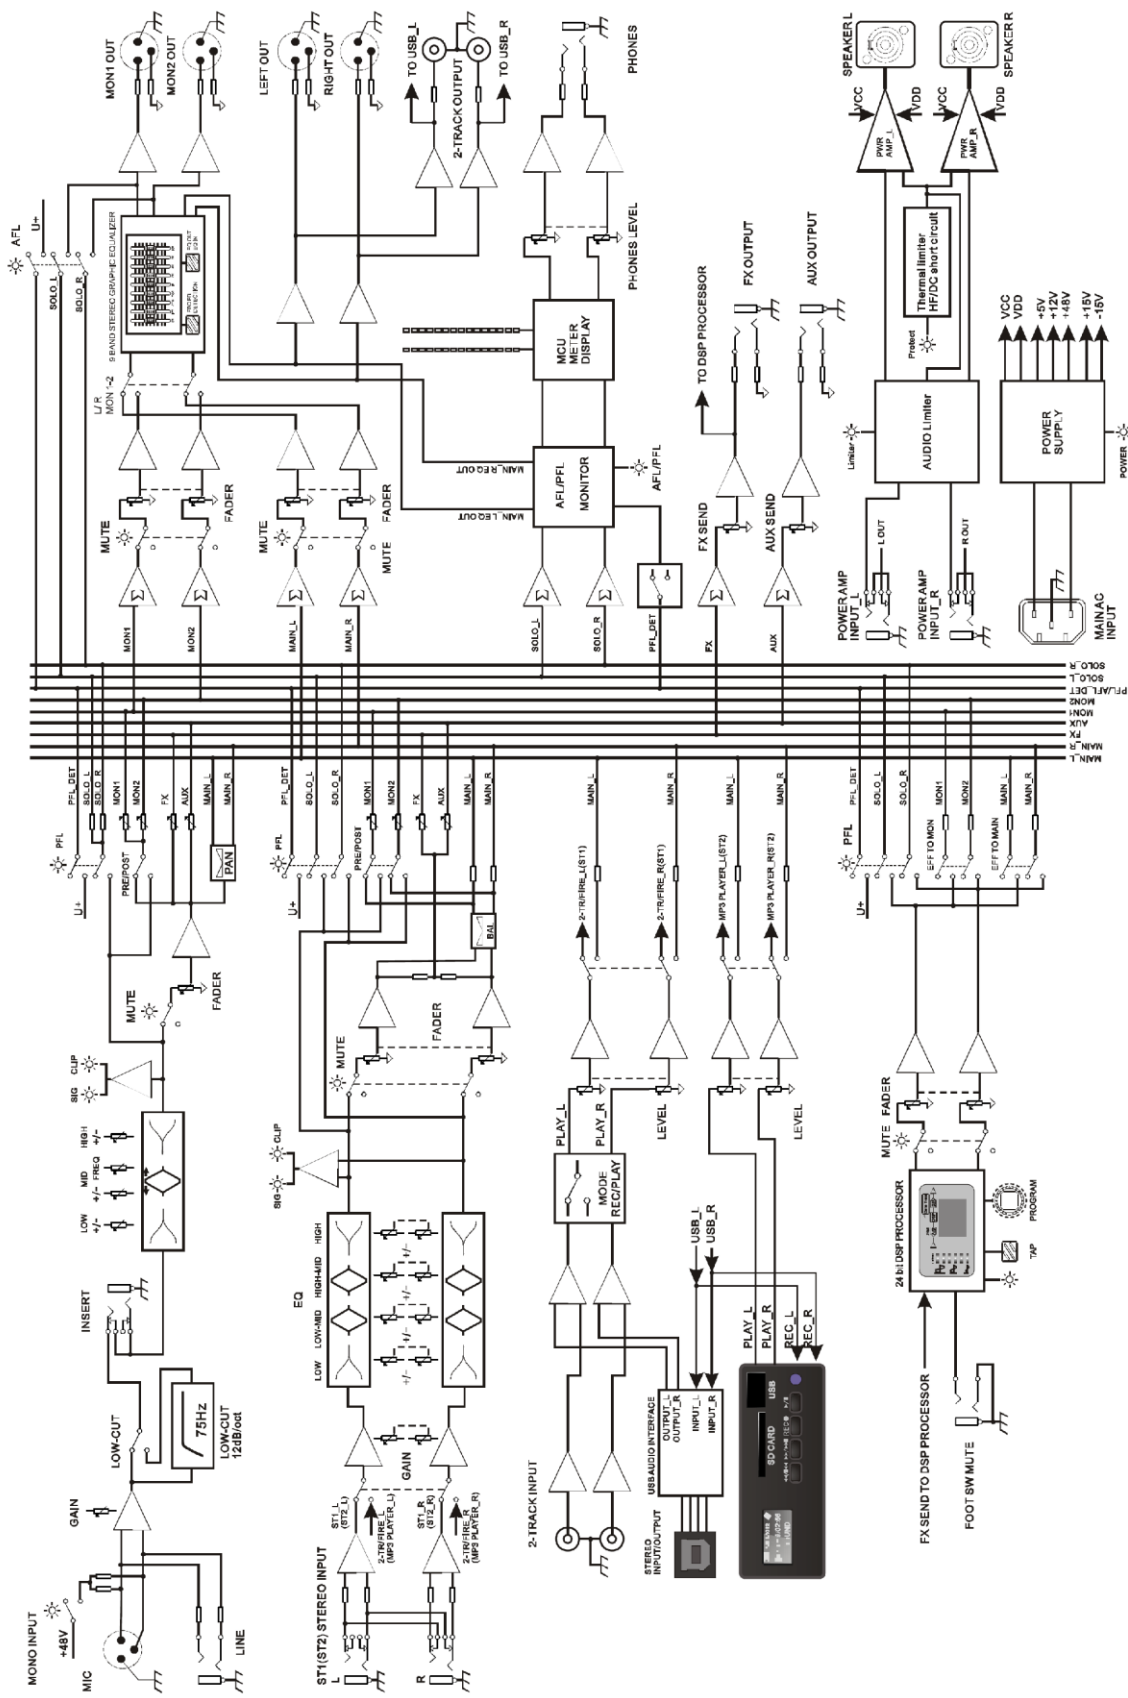 MONO INPUT
+48V
MIC
LINE
GAIN
LOW-CUT
75Hz
LOW-CUT
12dB/oct
INSERT
LOW
+/-
MID
+/-
FREQ
HIGH
+/-
SIG
CLIP
MUTE
FADER
U+
PFL
PRE/POST
PAN
PFL_DET
SOLO_L
SOLO_R
MON1
MON2
FX
AUX
MAIN_L
MAIN_R
ST1(ST2) STEREO INPUT
L
R
ST1_L
(ST2_L)
2-TR/FIRE_L
(MP3 PLAYER_L)
ST1_R
(ST2_R)
2-TR/FIRE_R
(MP3 PLAYER_R)
GAIN
EQ
LOW
LOW-MID
HIGH-MID
HIGH
+/-
+/-
+/-
+/-
SIG
CLIP
MUTE
FADER
BAL
U+
PFL
PRE/POST
PFL_DET
SOLO_L
SOLO_R
MON1
MON2
FX
AUX
MAIN_L
MAIN_R
2-TRACK INPUT
MODE
REC/PLAY
PLAY_L
PLAY_R
LEVEL
2-TR/FIRE_L(ST1)
2-TR/FIRE_R(ST1)
MAIN_L
MAIN_R
STEREO
INPUT/OUTPUT
USB AUDIO INTERFACE
OUTPUT_L
OUTPUT_R
INPUT_L
INPUT_R
USB_L
USB_R
SD CARD
USB
REC
PLAY_L
PLAY_R
REC_L
REC_R
LEVEL
MP3 PLAYER_L(ST2)
MP3 PLAYER_R(ST2)
MAIN_L
MAIN_R
FX SEND TO DSP PROCESSOR
FOOT SW MUTE
24 bit DSP PROCESSOR
TAP
PROGRAM
MUTE
FADER
U+
PFL
EFF TO MON
EFF TO MAIN
PFL_DET
SOLO_L
SOLO_R
MON1
MON2
MAIN_L
MAIN_R
SOLO_R
SOLO_L
PFL/AFL_DET
MON2
MON1
AUX
FX
MAIN_R
MAIN_L
AFL
U+
SOLO_L
SOLO_R
MON1
MON2
MUTE
FADER
L/R
MON 1-2
9 BAND STEREO GRAPHIC EQUALIZER
MON1 OUT
MON2 OUT
MAIN_L
MAIN_R
MUTE
MUTE
FADER
LEFT OUT
RIGHT OUT
TO USB_L
2-TRACK OUTPUT
TO USB_R
SOLO_L
SOLO_R
PFL_DET
MAIN_L EQ OUT
MAIN_R EQ OUT
AFL/PFL
MONITOR
AFL/PFL
MCU
METER
DISPLAY
PHONES LEVEL
PHONES
FX
FX SEND
TO DSP PROCESSOR
FX OUTPUT
AUX
AUX SEND
AUX OUTPUT
POWER AMP
INPUT_L
L OUT
POWER AMP
INPUT_R
R OUT
Limiter
AUDIO Limiter
Protect
Thermal limiter
HF/DC short circuit
PWR
AMP_L
PWR
AMP_R
VCC
VDD
VCC
VDD
SPEAKER L
SPEAKER R
MAIN AC
INPUT
POWER
SUPPLY
POWER
VCC
VDD
+5V
+12V
+48V
+15V
-15V